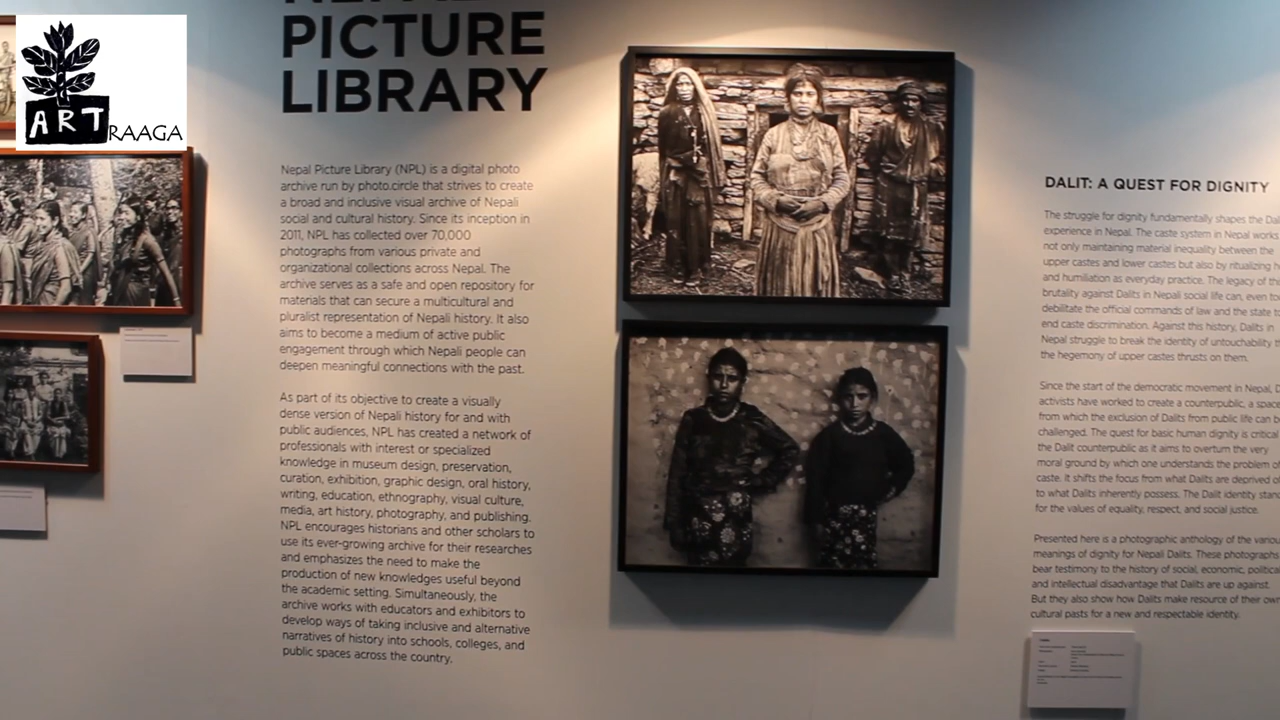 ART RAAGA
PICTURE
LIBRARY
Nepal Picture Library (NPL) is a digital photo
archive run by photo.circle that strives to create
a broad and inclusive visual archive of Nepali
social and cultural history. Since its inception in
2011, NPL has collected over 70,000
photographs from various private and
organizational collections across Nepal. The
archive serves as a safe and open repository for
materials that can secure a multicultural and
pluralist representation of Nepali history. It also
aims to become a medium of active public
engagement through which Nepali people can
deepen meaningful connections with the past.
As part of its objective to create a visually
dense version of Nepali history for and with
public audiences, NPL has created a network of
professionals with interest or specialized
knowledge in museum design, preservation,
curation, exhibition, graphic design, oral history,
writing, education, ethnography, visual culture,
media, art history, photography, and publishing.
NPL encourages historians and other scholars to
use its ever-growing archive for their researches
and emphasizes the need to make the
production of new knowledges useful beyond
the academic setting. Simultaneously, the
archive works with educators and exhibitors to
develop ways of taking inclusive and alternative
narratives of history into schools, colleges, and
public spaces across the country.
DALIT: A QUEST FOR DIGNITY
The struggle for dignity fundamentally shapes the
experience in Nepal. The caste system in Nepal works
not only maintaining material inequality between the
upper castes and lower castes but also by ritualizing
and humiliation as everyday practice. The legacy of
brutality against Dalits in Nepali social life can, even
debilitate the official commands of law and the state to
end caste discrimination. Against this history, Dalits in
Nepal struggle to break the identity of untouchability
the hegemony of upper castes thrusts on them.
Since the start of the democratic movement in Nepal,
activists have worked to create a counterpublic, a space
from which the exclusion of Dalits from public life can
challenged. The quest for basic human dignity is critical
the Dalit counterpublic as it aims to overturn the very
moral ground by which one understands the problem of
caste. It shifts the focus from what Dalits are deprived of
to what Dalits inherently possess. The Dalit identity
for the values of equality, respect, and social justice.
Presented here is a photographic anthology of the
meanings of dignity for Nepali Dalits. These photographs
bear testimony to the history of social, economic,
and intellectual disadvantage that Dalits are up against.
But they also show how Dalits make resource of their own
cultural pasts for a new and respectable identity.